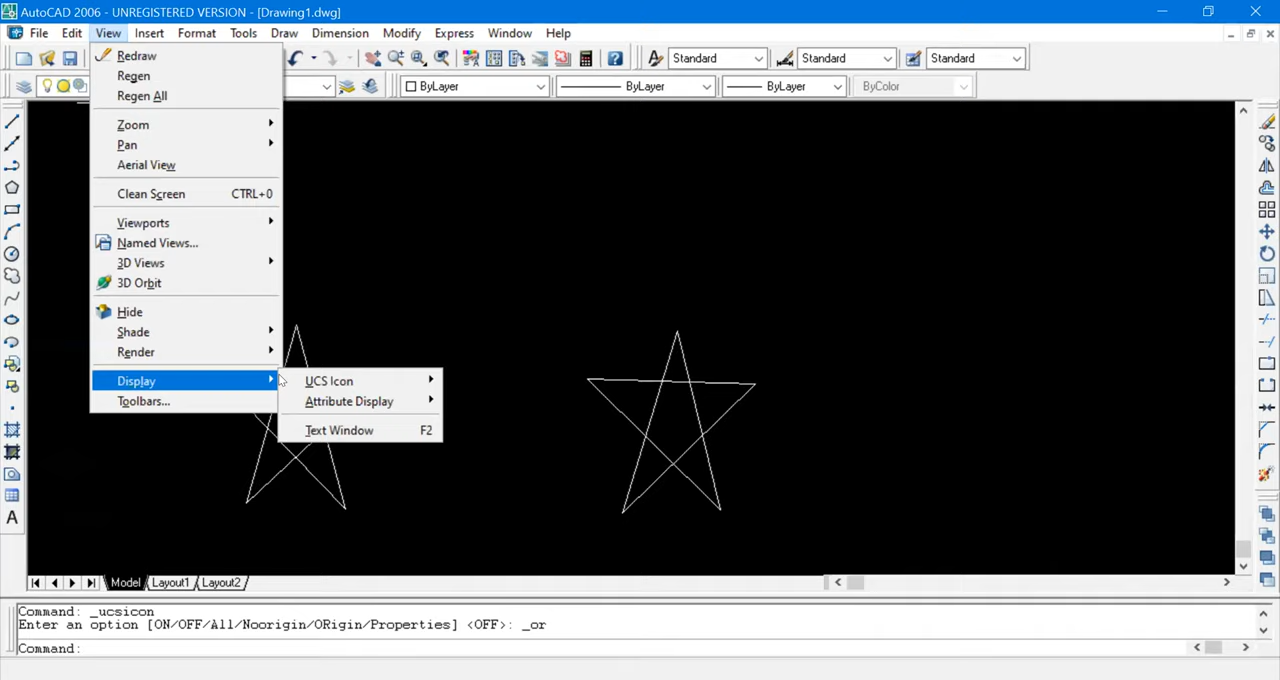 AutoCAD 2006 - UNREGISTERED VERSION - [Drawing1.dwg]
File Edit View Insert Format Tools Draw Dimension Modify Express Window Help
Redraw
Standard Standard Standard
Regen
ByLayer ByLayer ByLayer ByColor
Regen All
Zoom
Pan
Aerial View
Clean Screen CTRL+0
Viewports
Named Views...
3D Views
3D Orbit
Hide
Shade
Render
Display UCS Icon
Toolbars... Attribute Display
Text Window F2
A
Model Layout1 Layout2
Command: _ucsicon
Enter an option [ON/OFF/All/Noorigin/ORigin/Properties] <OFF>: _or
Command: